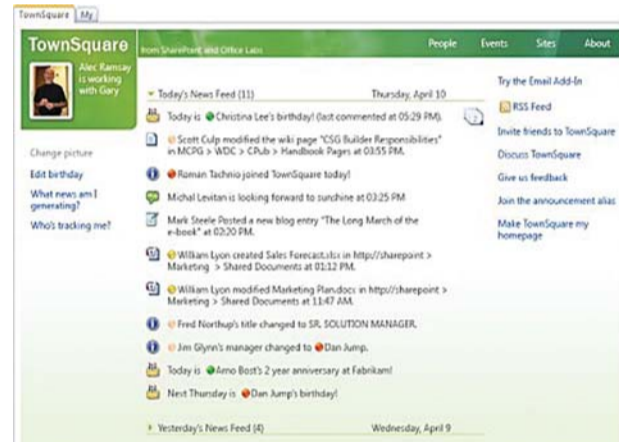 TownSquare My
TownSquare
from SharePoint and Office Labs
People Events Sites About
Alec Ramsay
is working
with Gary
Change picture
Edit birthday
What news am I
generating?
Who's tracking me?
Today's News Feed (11) Thursday, April 10
Today is Christina Lee's birthday! (last commented at 05:29 PM).
Scott Culp modified the wiki page "CSG Builder Responsibilities"
in MCPG > WDC > CPub > Handbook Pages at 03:55 PM.
Roman Tachnio joined TownSquare today!
Michal Levitan is looking forward to sunshine at 03:25 PM
Mark Steele Posted a new blog entry "The Long March of the
e-book" at 02:20 PM.
William Lyon created Sales Forecast.xlsx in http://sharepoint >
Marketing > Shared Documents at 01:12 PM.
William Lyon modified Marketing Plan.docx in http://sharepoint >
Marketing > Shared Documents at 11:47 AM.
Fred Northup's title changed to SR. SOLUTION MANAGER.
Jim Glynn's manager changed to Dan Jump.
Today is Arno Bost's 2 year anniversary at Fabrikam!
Next Thursday is Dan Jump's birthday!
Yesterday's News Feed (4) Wednesday, April 9
Try the Email Add-In
RSS Feed
Invite friends to TownSquare
Discuss TownSquare
Give us feedback
Join the announcement alias
Make TownSquare my
homepage